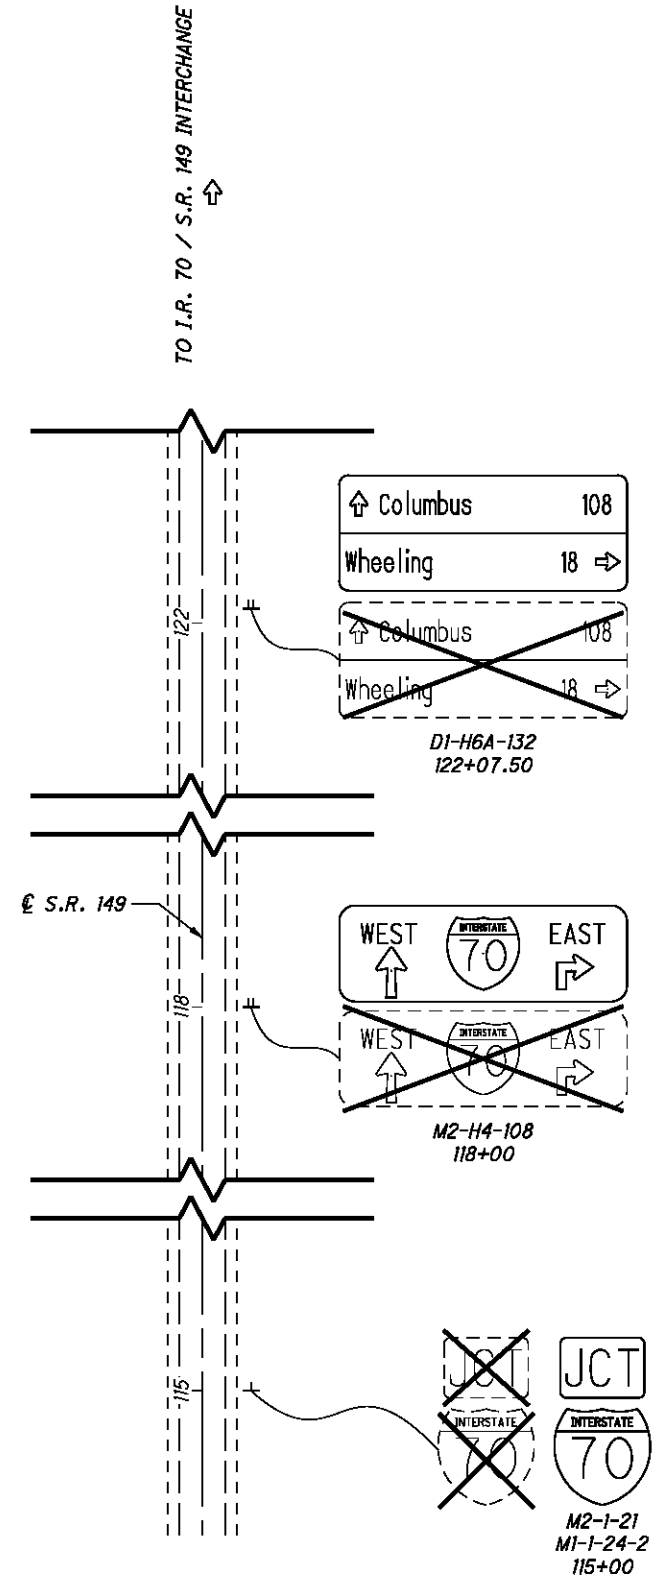 TO I.R. 70 / S.R. 149 INTERCHANGE
Columbus 108
Wheeling 18
122
Columbus 108
Wheeling 18
D1-H6A-132
122+07.50
℄ S.R. 149
WEST INTERSTATE 70 EAST
118
WEST INTERSTATE 70 EAST
M2-H4-108
118+00
115
JCT JCT
INTERSTATE INTERSTATE
70 70
M2-1-21
M1-1-24-2
115+00